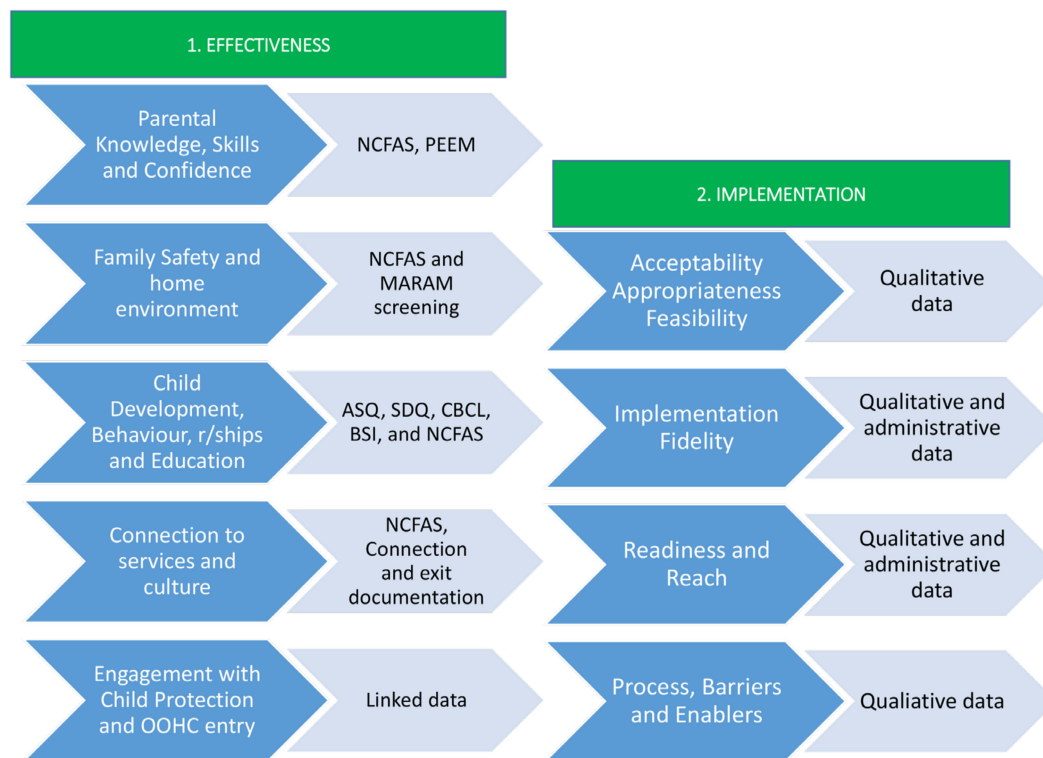 1. EFFECTIVENESS
Parental
Knowledge, Skills
and Confidence
NCFAS, PEEM
Family Safety and
home
environment
NCFAS and
MARAM
screening
Child
Development,
Behaviour, r/ships
and Education
ASQ, SDQ, CBCL,
BSI, and NCFAS
Connection to
services and
culture
NCFAS,
Connection
and exit
documentation
Engagement with
Child Protection
and OOHC entry
Linked data
2. IMPLEMENTATION
Acceptability
Appropriateness
Feasibility
Qualitative
data
Implementation
Fidelity
Qualitative and
administrative
data
Readiness and
Reach
Qualitative and
administrative
data
Process, Barriers
and Enablers
Qualiative data